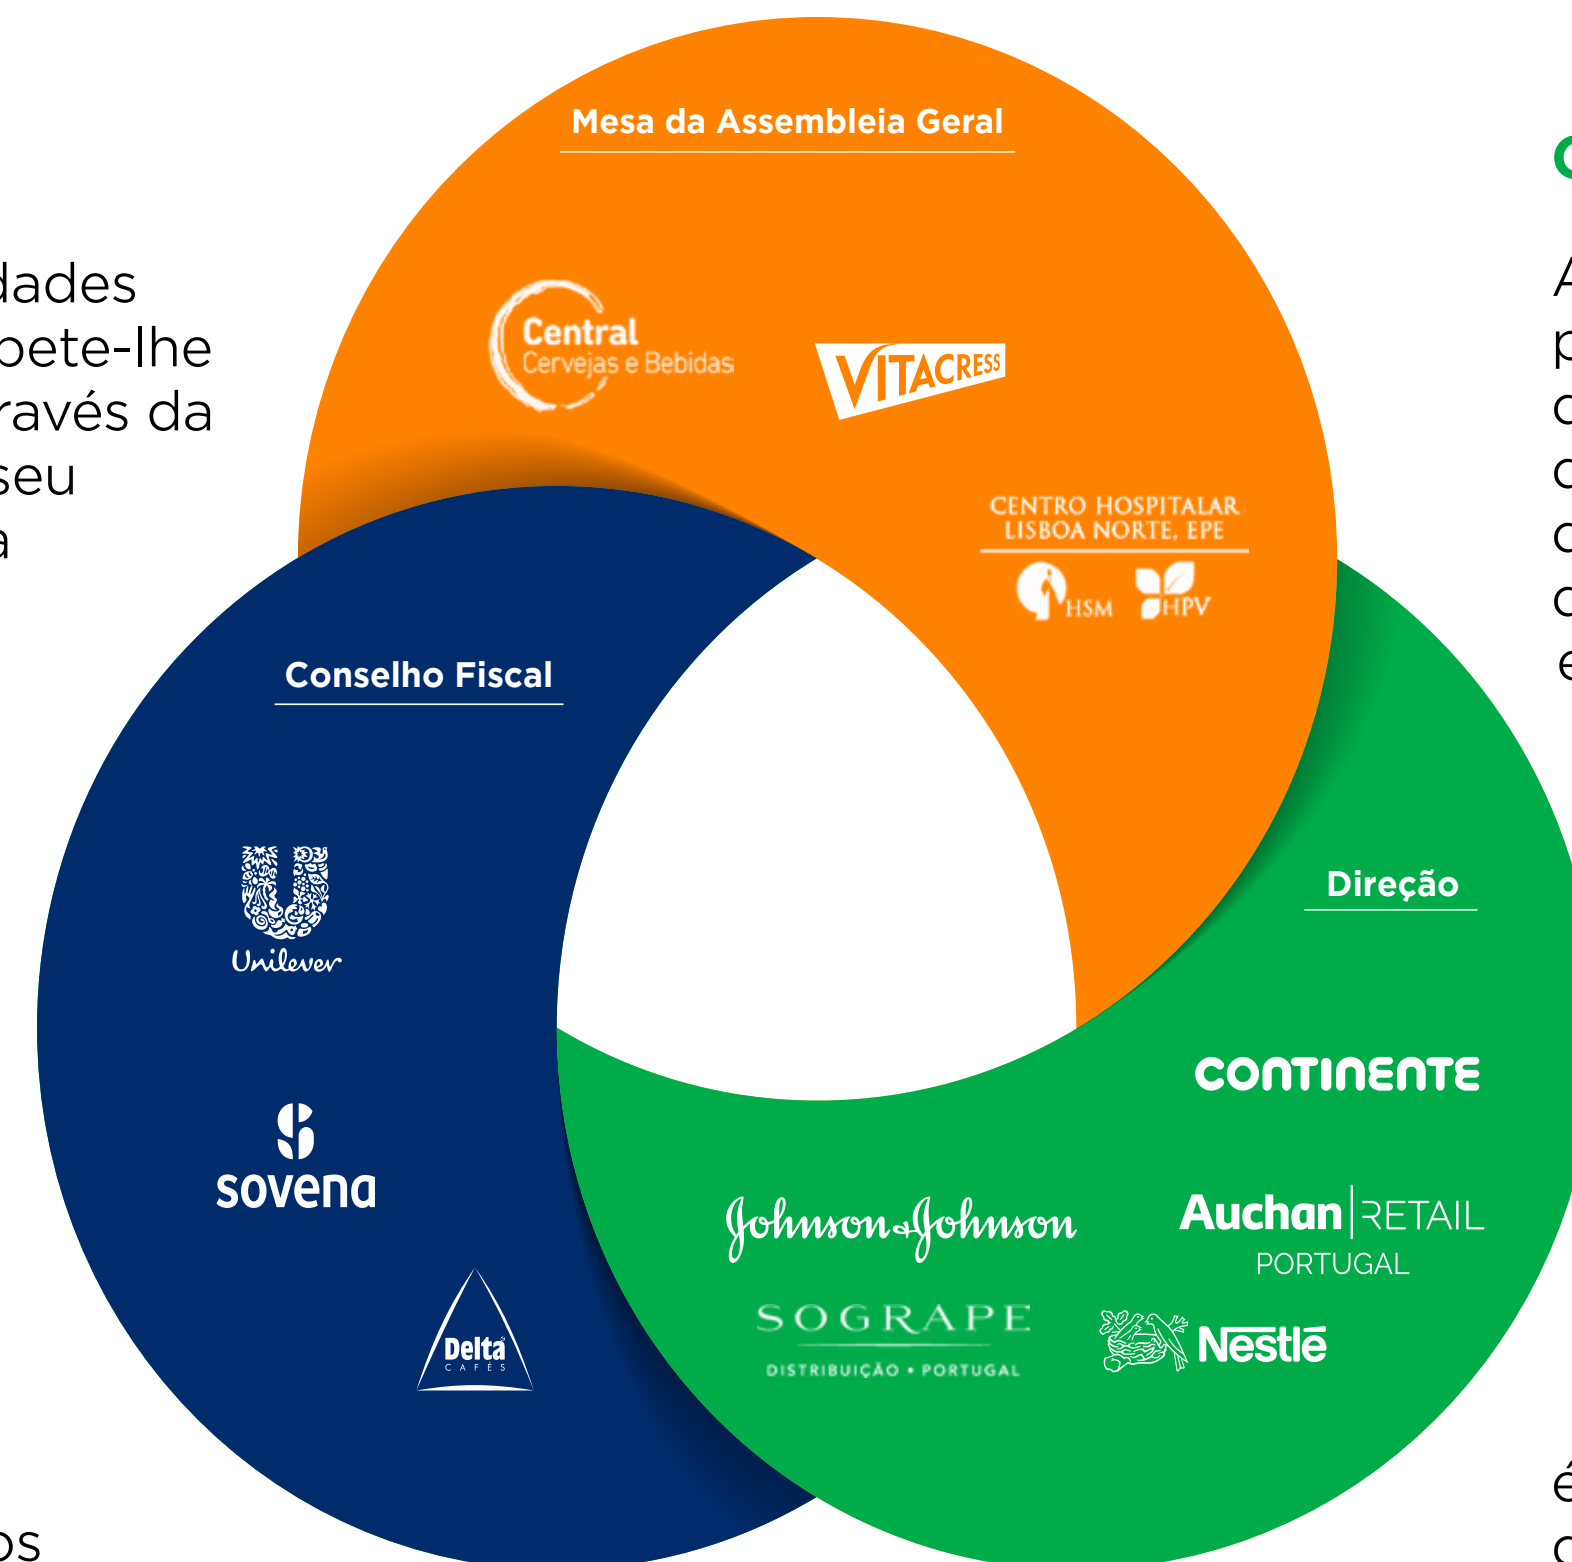 Mesa da Assembleia Geral
Central
Cervejas e Bebidas
VITACRESS
CENTRO HOSPITALAR
LISBOA NORTE, EPE
HSM
HPV
Conselho Fiscal
Unilever
sovena
Delta
CAFÉS
Direção
CONTINENTE
Johnson & Johnson
Auchan RETAIL
PORTUGAL
SOGRAPE
DISTRIBUIÇÃO • PORTUGAL
Nestlé
dades
pete-lhe
ravés da
seu
a
os
A
p
e
é